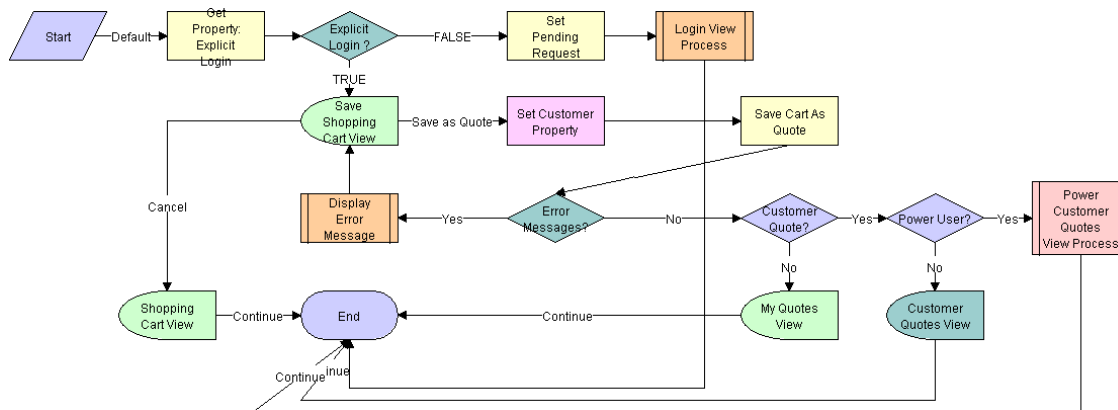 Start
Default
Get
Property:
Explicit
Login
Explicit
Login ?
FALSE
Set
Pending
Request
Login View
Process
TRUE
Save
Shopping
Cart View
Save as Quote
Set Customer
Property
Save Cart As
Quote
Cancel
Display
Error
Message
Yes
Error
Messages?
No
Customer
Quote?
Yes
Power User?
Yes
Power
Customer
Quotes
View Process
No
No
Shopping
Cart View
Continue
End
Continue
My Quotes
View
Customer
Quotes View
Continue
inue